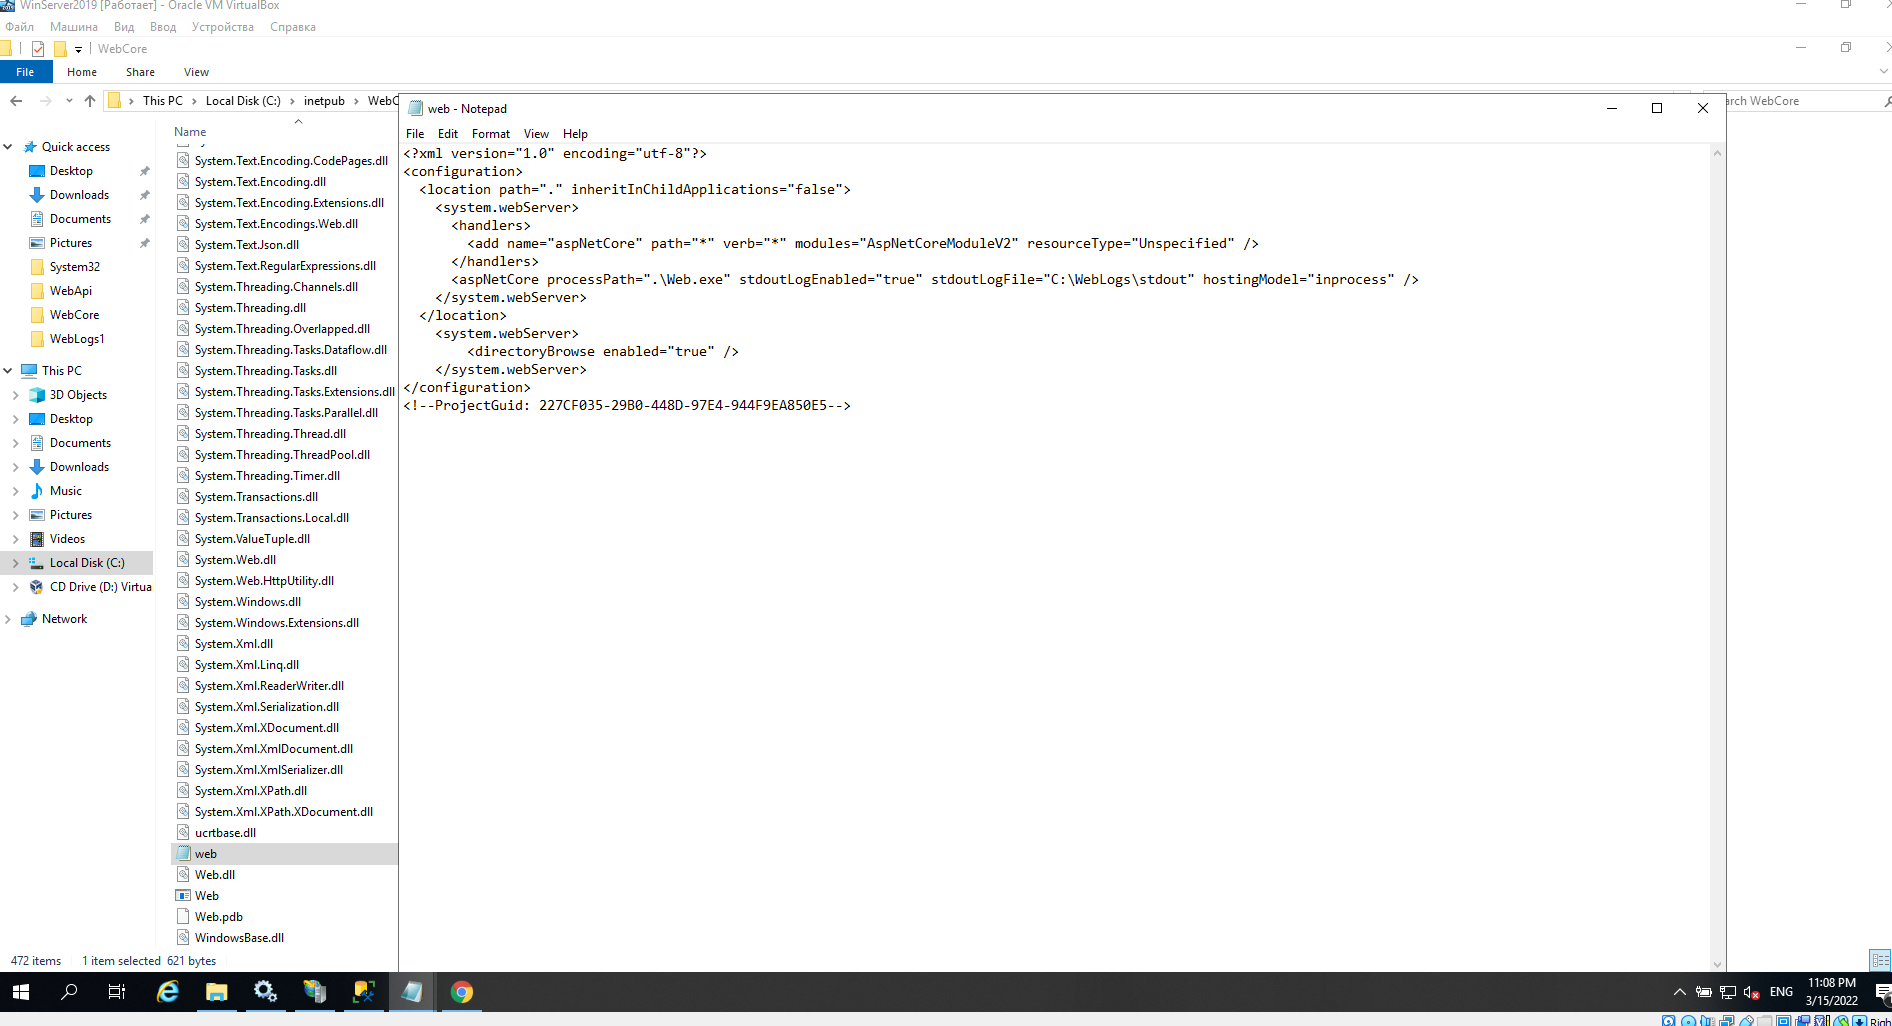 WinServer2019 [Работает] - Oracle VM VirtualBox
Файл Машина Вид Ввод Устройства Справка
WebCore
File Home Share View
This PC Local Disk (C:) inetpub WebC
arch WebCore
Quick access
Desktop
Downloads
Documents
Pictures
System32
WebApi
WebCore
WebLogs1
This PC
3D Objects
Desktop
Documents
Downloads
Music
Pictures
Videos
Local Disk (C:)
CD Drive (D:) Virtua
Network
Name
System.Text.Encoding.CodePages.dll
System.Text.Encoding.dll
System.Text.Encoding.Extensions.dll
System.Text.Encodings.Web.dll
System.Text.Json.dll
System.Text.RegularExpressions.dll
System.Threading.Channels.dll
System.Threading.dll
System.Threading.Overlapped.dll
System.Threading.Tasks.Dataflow.dll
System.Threading.Tasks.dll
System.Threading.Tasks.Extensions.dll
System.Threading.Tasks.Parallel.dll
System.Threading.Thread.dll
System.Threading.ThreadPool.dll
System.Threading.Timer.dll
System.Transactions.dll
System.Transactions.Local.dll
System.ValueTuple.dll
System.Web.dll
System.Web.HttpUtility.dll
System.Windows.dll
System.Windows.Extensions.dll
System.Xml.dll
System.Xml.Linq.dll
System.Xml.ReaderWriter.dll
System.Xml.Serialization.dll
System.Xml.XDocument.dll
System.Xml.XmlDocument.dll
System.Xml.XmlSerializer.dll
System.Xml.XPath.dll
System.Xml.XPath.XDocument.dll
ucrtbase.dll
web
Web.dll
Web
Web.pdb
WindowsBase.dll
web - Notepad
File Edit Format View Help
<?xml version="1.0" encoding="utf-8"?>
<configuration>
<location path="." inheritInChildApplications="false">
<system.webServer>
<handlers>
<add name="aspNetCore" path="*" verb="*" modules="AspNetCoreModuleV2" resourceType="Unspecified" />
</handlers>
<aspNetCore processPath=".\Web.exe" stdoutLogEnabled="true" stdoutLogFile="C:\WebLogs\stdout" hostingModel="inprocess" />
</system.webServer>
</location>
<system.webServer>
<directoryBrowse enabled="true" />
</system.webServer>
</configuration>
<!--ProjectGuid: 227CF035-29B0-448D-97E4-944F9EA850E5-->
472 items 1 item selected 621 bytes
ENG
11:08 PM
3/15/2022
Righ